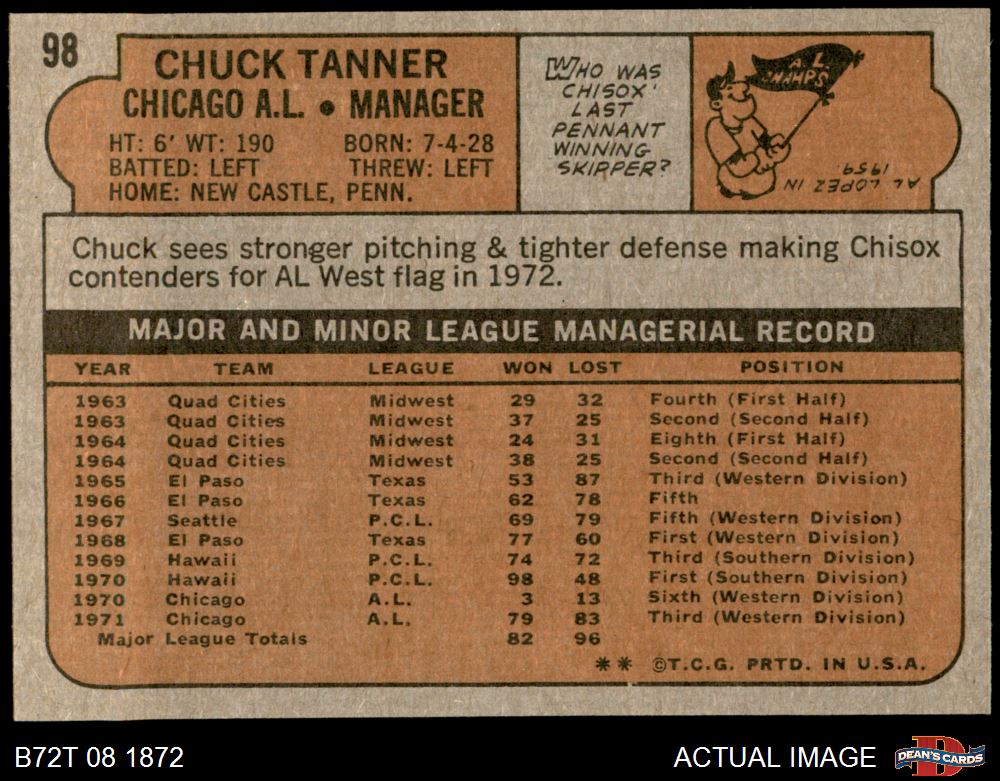 98
CHUCK TANNER
CHICAGO A.L. • MANAGER
HT: 6' WT: 190 BORN: 7-4-28
BATTED: LEFT THREW: LEFT
HOME: NEW CASTLE, PENN.
WHO WAS
CHISOX'
LAST
PENNANT
WINNING
SKIPPER?
A L
CHAMPS
AL LOPEZ IN
1959
Chuck sees stronger pitching & tighter defense making Chisox
contenders for AL West flag in 1972.
MAJOR AND MINOR LEAGUE MANAGERIAL RECORD
YEAR TEAM LEAGUE WON LOST POSITION
1963 Quad Cities Midwest 29 32 Fourth (First Half)
1963 Quad Cities Midwest 37 25 Second (Second Half)
1964 Quad Cities Midwest 24 31 Eighth (First Half)
1964 Quad Cities Midwest 38 25 Second (Second Half)
1965 El Paso Texas 53 87 Third (Western Division)
1966 El Paso Texas 62 78 Fifth
1967 Seattle P.C.L. 69 79 Fifth (Western Division)
1968 El Paso Texas 77 60 First (Western Division)
1969 Hawaii P.C.L. 74 72 Third (Southern Division)
1970 Hawaii P.C.L. 98 48 First (Southern Division)
1970 Chicago A.L. 3 13 Sixth (Western Division)
1971 Chicago A.L. 79 83 Third (Western Division)
Major League Totals 82 96
** ©T.C.G. PRTD. IN U.S.A.
B72T 08 1872
ACTUAL IMAGE
D
DEAN'S CARDS